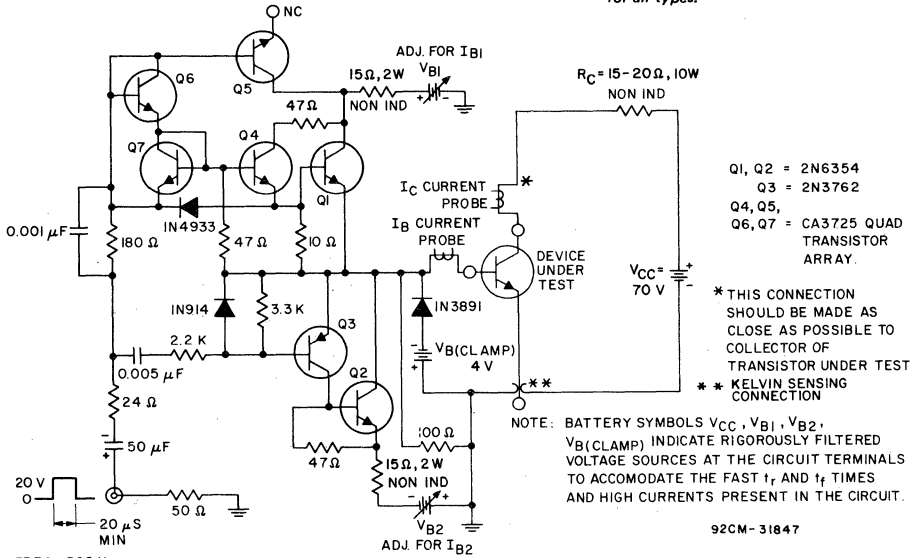 for all types.
NC
Q5
Q6
ADJ. FOR IB1
VB1
15Ω, 2W
NON IND
+ -
RC = 15-20Ω, 10W
NON IND
47Ω
Q7
Q4
Q1
IC CURRENT
PROBE
*
IB CURRENT
PROBE
Q1, Q2 = 2N6354
Q3 = 2N3762
Q4, Q5,
Q6, Q7 = CA3725 QUAD
TRANSISTOR
ARRAY.
0.001 μF
180 Ω
IN4933
47 Ω
10 Ω
DEVICE
UNDER
TEST
VCC =
70 V
+
-
* THIS CONNECTION
SHOULD BE MADE AS
CLOSE AS POSSIBLE TO
COLLECTOR OF
TRANSISTOR UNDER TEST
* * KELVIN SENSING
CONNECTION
IN914
3.3 K
Q3
IN3891
-
+
VB(CLAMP)
4 V
* *
2.2 K
0.005 μF
Q2
24 Ω
-
+
50 μF
47Ω
100Ω
15Ω, 2W
NON IND
- +
VB2
ADJ. FOR IB2
NOTE: BATTERY SYMBOLS VCC, VB1, VB2,
VB(CLAMP) INDICATE RIGOROUSLY FILTERED
VOLTAGE SOURCES AT THE CIRCUIT TERMINALS
TO ACCOMODATE THE FAST tr AND tf TIMES
AND HIGH CURRENTS PRESENT IN THE CIRCUIT.
20 V
0
20 μS
MIN
50 Ω
92CM-31847